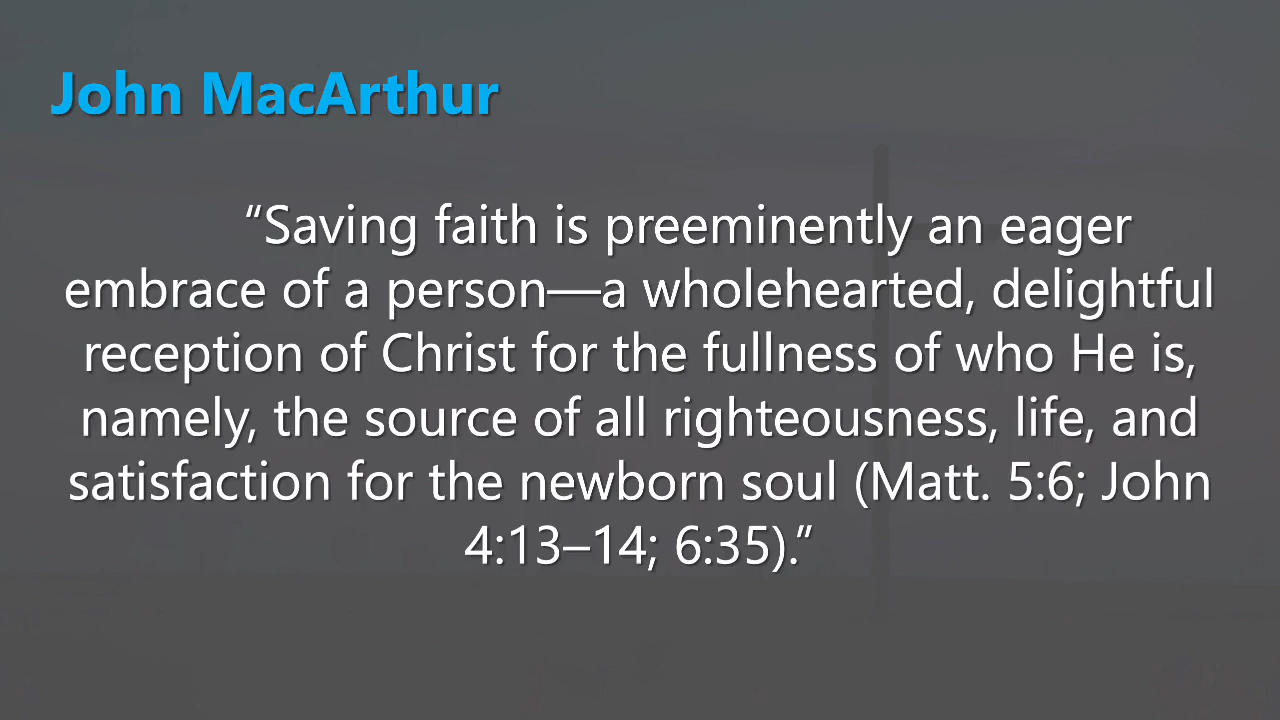 John MacArthur
“Saving faith is preeminently an eager
embrace of a person—a wholehearted, delightful
reception of Christ for the fullness of who He is,
namely, the source of all righteousness, life, and
satisfaction for the newborn soul (Matt. 5:6; John
4:13–14; 6:35).”